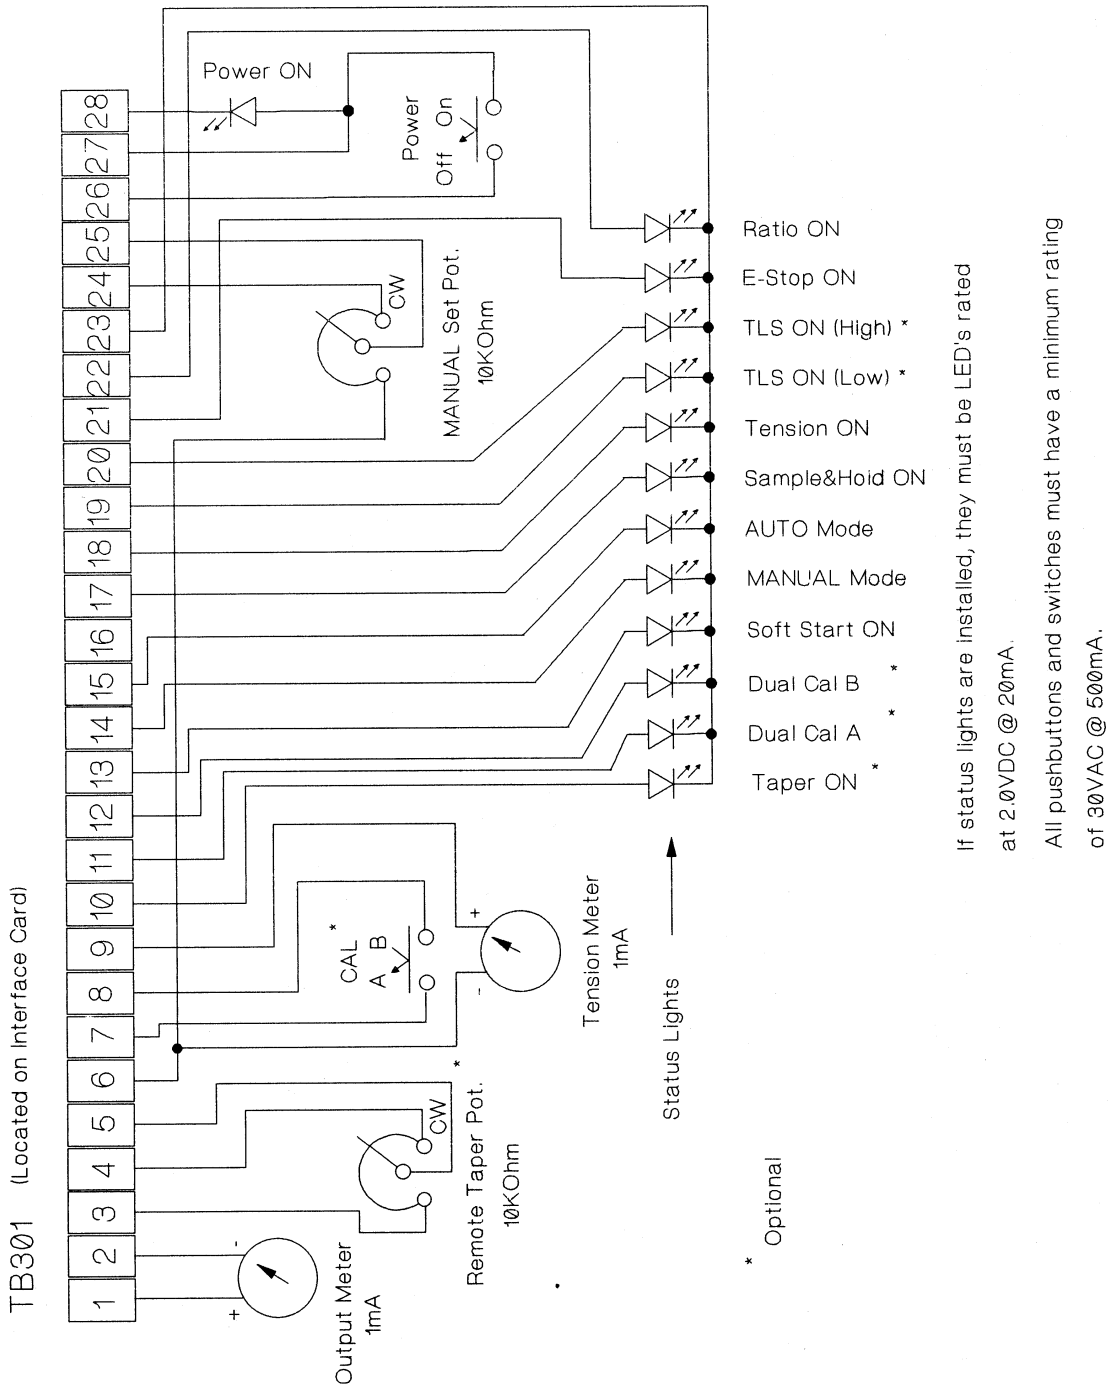 TB301 (Located on Interface Card)
1
2
3
4
5
6
7
8
9
10
11
12
13
14
15
16
17
18
19
20
21
22
23
24
25
26
27
28
+
-
Output Meter
1mA
CW
Remote Taper Pot. *
10KOhm
CAL *
A B
-
+
Tension Meter
1mA
CW
MANUAL Set Pot.
10KOhm
Power ON
Power
Off On
Status Lights
Ratio ON
E-Stop ON
TLS ON (High) *
TLS ON (Low) *
Tension ON
Sample&Hold ON
AUTO Mode
MANUAL Mode
Soft Start ON
Dual Cal B *
Dual Cal A *
Taper ON *
* Optional
If status lights are installed, they must be LED's rated
at 2.0VDC @ 20mA.
All pushbuttons and switches must have a minimum rating
of 30VAC @ 500mA.